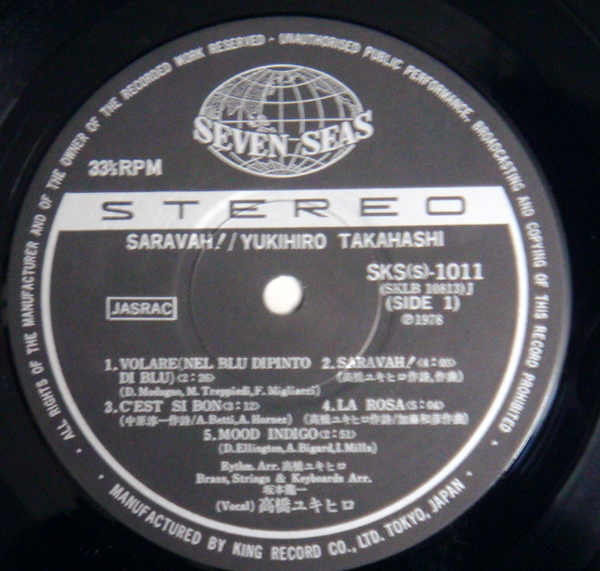 ALL RIGHTS OF THE MANUFACTURER AND OF THE OWNER OF THE RECORDED WORK RESERVED - UNAUTHORISED PUBLIC PERFORMANCE, BROADCASTING AND COPYING OF THIS RECORD PROHIBITED
SEVEN SEAS
33⅓RPM
STEREO
SARAVAH!/YUKIHIRO TAKAHASHI
SKS(S)-1011
(SKLB 10813)J
(SIDE 1)
JASRAC
℗1978
1.VOLARE(NEL BLU DIPINTO
DI BLU)<2:26>
(D. Modugno, M. Treppiedi, F. Migliacci)
2.SARAVAH!<4:03>
(高橋ユキヒロ作詩、作曲)
3.C'EST SI BON<3:12>
(中原淳一作詩/A.Betti, A.Hornez)
4.LA ROSA<5:04>
(高橋ユキヒロ作詩/加藤和彦作曲)
5.MOOD INDIGO<2:51>
(D.Ellington, A.Bigard, I.Mills)
Rythm. Arr. 高橋ユキヒロ
Brass, Strings & Keyboards Arr.
坂本龍一
(Vocal) 高橋ユキヒロ
MANUFACTURED BY KING RECORD CO., LTD. TOKYO, JAPAN